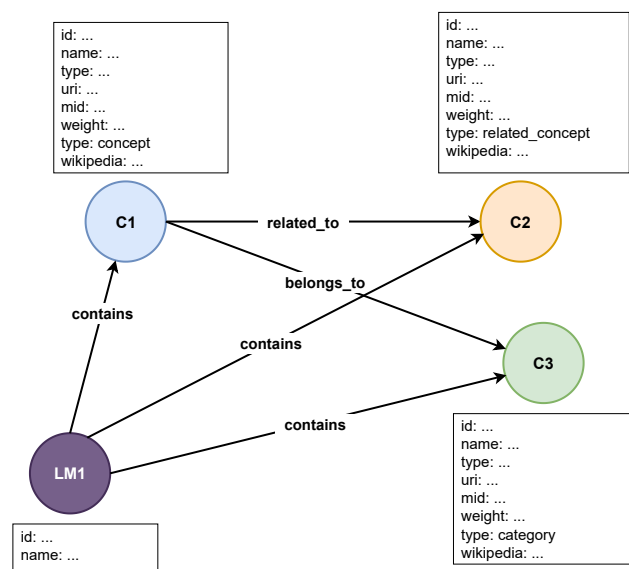 id: ...
name: ...
type: ...
uri: ...
mid: ...
weight: ...
type: concept
wikipedia: ...
id: ...
name: ...
type: ...
uri: ...
mid: ...
weight: ...
type: related_concept
wikipedia: ...
C1
related_to
C2
belongs_to
contains
contains
C3
contains
LM1
id: ...
name: ...
type: ...
uri: ...
mid: ...
weight: ...
type: category
wikipedia: ...
id: ...
name: ...